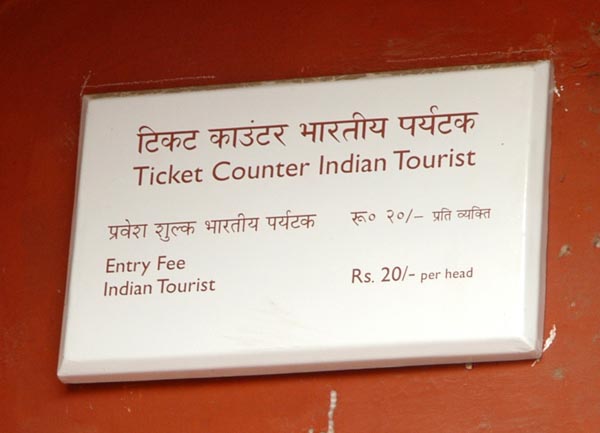 टिकट काउंटर भारतीय पर्यटक
Ticket Counter Indian Tourist
प्रवेश शुल्क भारतीय पर्यटक रू० २०/– प्रति व्यक्ति
Entry Fee
Indian Tourist Rs. 20/- per head